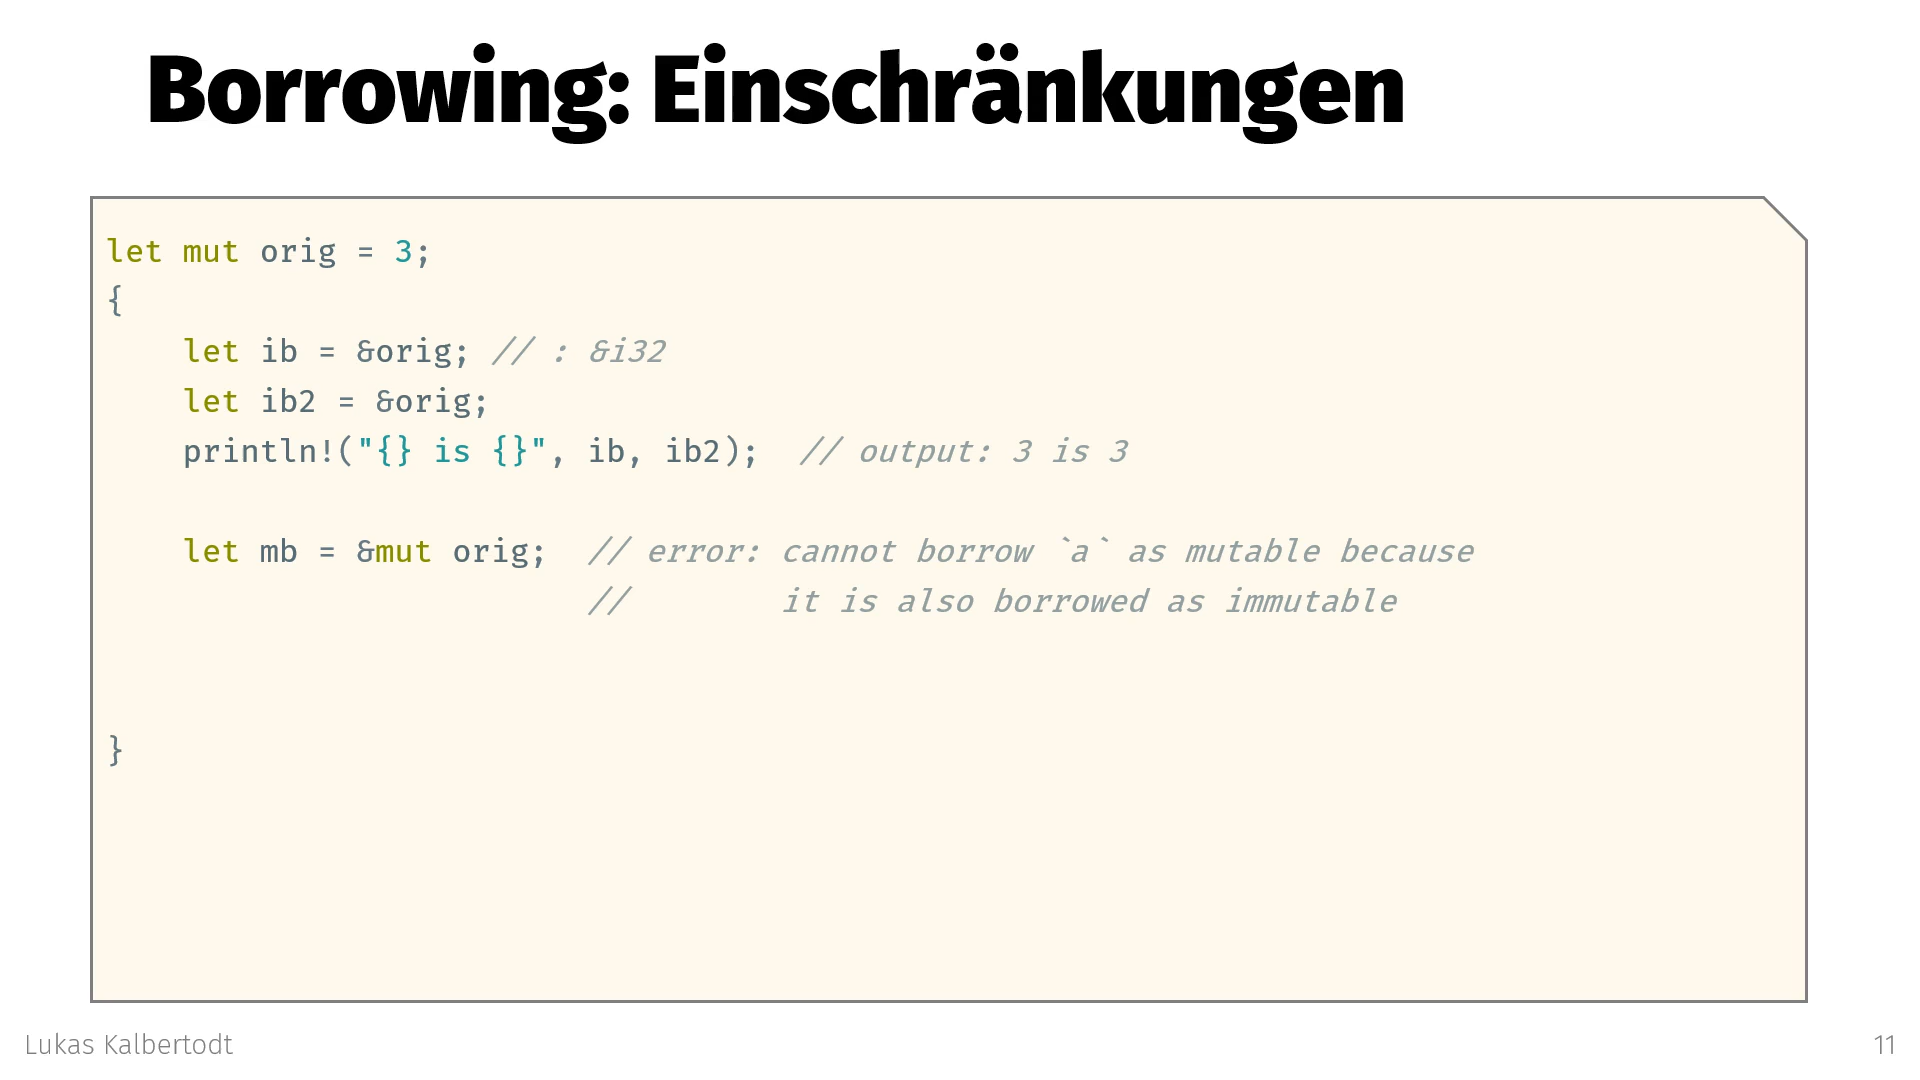 Borrowing: Einschränkungen
let mut orig = 3;
{
    let ib = &orig; // : &i32
    let ib2 = &orig;
    println!("{} is {}", ib, ib2);  // output: 3 is 3
    let mb = &mut orig;  // error: cannot borrow `a` as mutable because
                         //        it is also borrowed as immutable
}
Lukas Kalbertodt
11